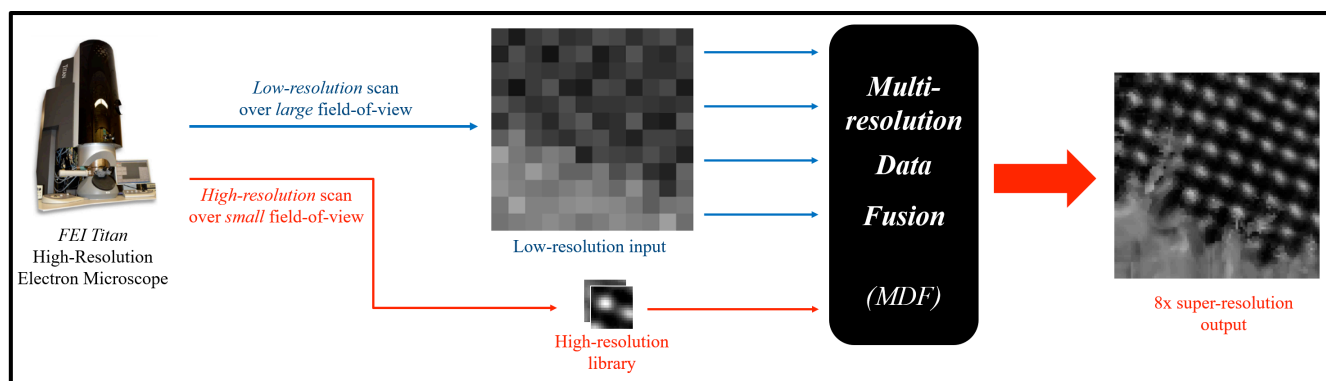 TITAN
FEI Titan
High-Resolution
Electron Microscope
Low-resolution scan
over large field-of-view
High-resolution scan
over small field-of-view
Low-resolution input
High-resolution
library
Multi-
resolution
Data
Fusion
(MDF)
8x super-resolution
output